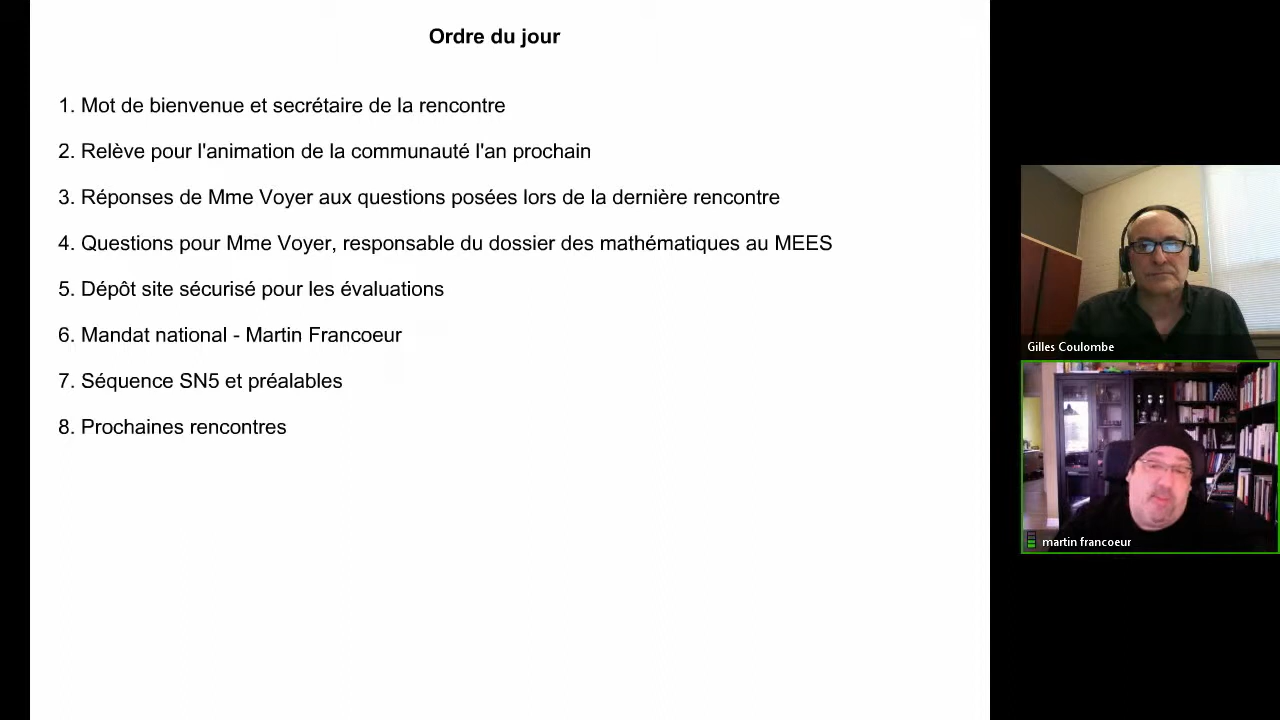 Ordre du jour
1. Mot de bienvenue et secrétaire de la rencontre
2. Relève pour l'animation de la communauté l'an prochain
3. Réponses de Mme Voyer aux questions posées lors de la dernière rencontre
4. Questions pour Mme Voyer, responsable du dossier des mathématiques au MEES
5. Dépôt site sécurisé pour les évaluations
6. Mandat national - Martin Francoeur
7. Séquence SN5 et préalables
8. Prochaines rencontres
Gilles Coulombe
martin francoeur